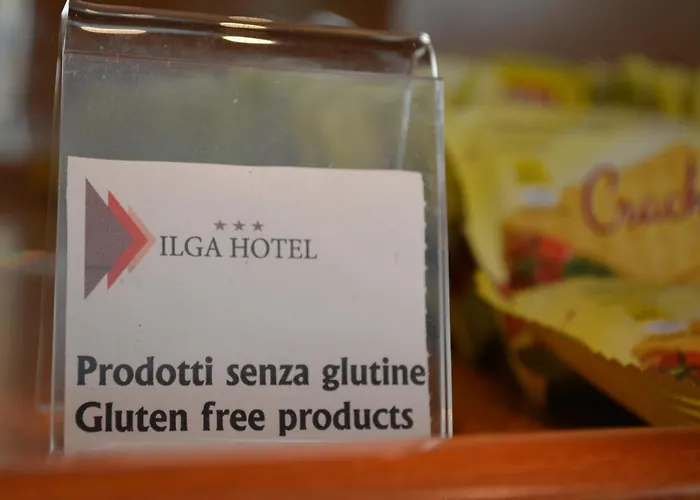 ★★★
ILGA HOTEL
Prodotti senza glutine
Gluten free products